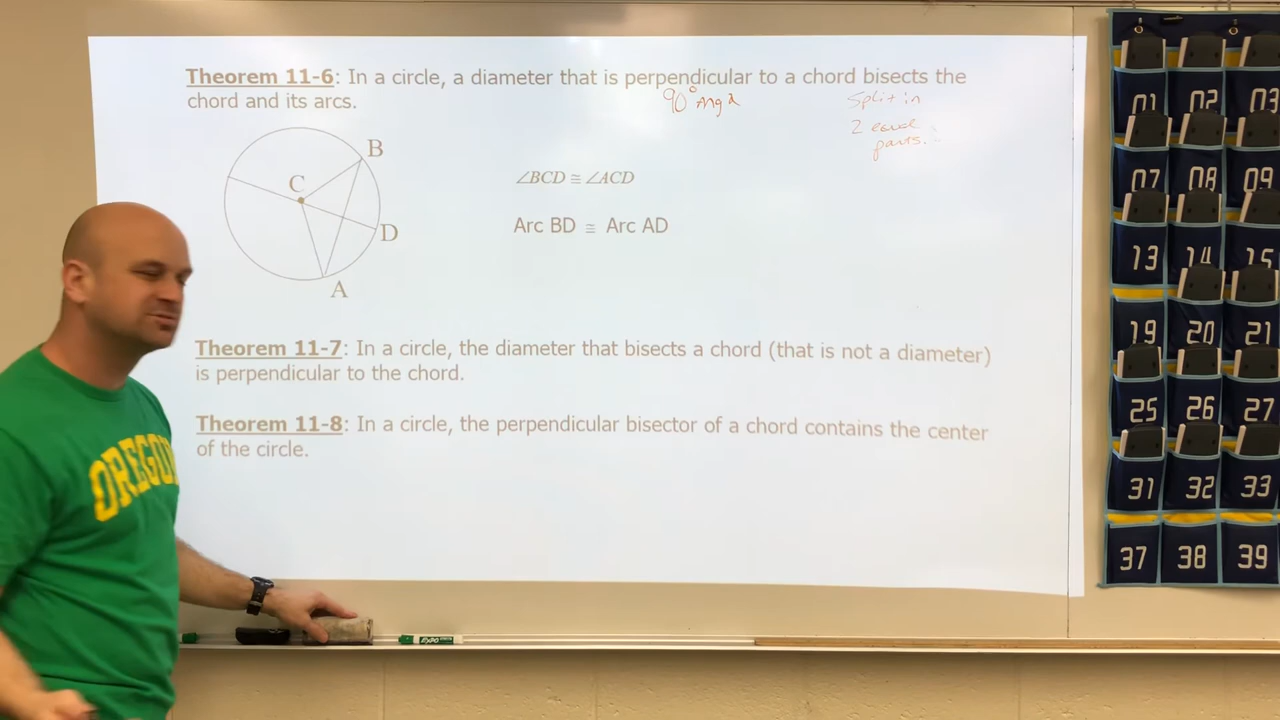 Theorem 11-6: In a circle, a diameter that is perpendicular to a chord bisects the
chord and its arcs.
90° Angle
Split in
2 equal
parts.
B
C
D
A
∠BCD ≅ ∠ACD
Arc BD ≅ Arc AD
Theorem 11-7: In a circle, the diameter that bisects a chord (that is not a diameter)
is perpendicular to the chord.
Theorem 11-8: In a circle, the perpendicular bisector of a chord contains the center
of the circle.
OREGON
EXPO
01 02 03
07 08 09
13 14 15
19 20 21
25 26 27
31 32 33
37 38 39